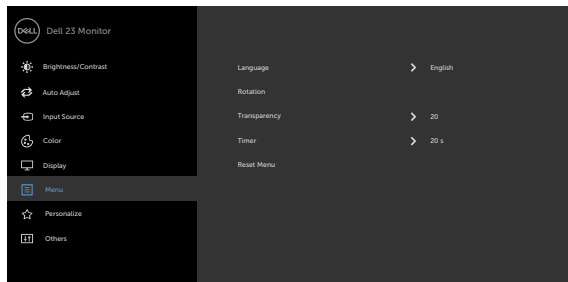 DELL
Dell 23 Monitor
Brightness/Contrast
Auto Adjust
Input Source
Color
Display
Menu
Personalize
Others
Language English
Rotation
Transparency 20
Timer 20 s
Reset Menu